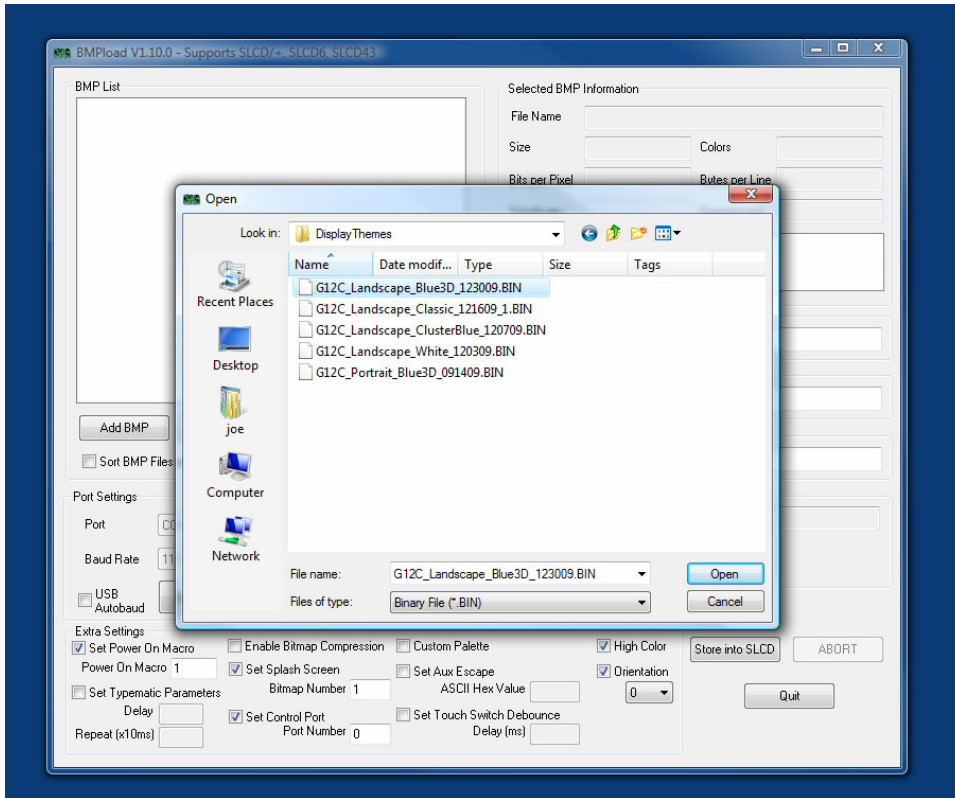 BMPload V1.10.0 - Supports SLCD/+, SLCD6, SLCD43
BMP List
Selected BMP Information
File Name
Size
Colors
Bits per Pixel
Bytes per Line
Open
Look in:
DisplayThemes
Name
Date modif...
Type
Size
Tags
Recent Places
Desktop
joe
Computer
Network
G12C_Landscape_Blue3D_123009.BIN
G12C_Landscape_Classic_121609_1.BIN
G12C_Landscape_ClusterBlue_120709.BIN
G12C_Landscape_White_120309.BIN
G12C_Portrait_Blue3D_091409.BIN
File name:
G12C_Landscape_Blue3D_123009.BIN
Open
Files of type:
Binary File (*.BIN)
Cancel
Add BMP
Sort BMP Files
Port Settings
Port
Baud Rate
11
USB
Autobaud
Extra Settings
Set Power On Macro
Power On Macro 1
Set Typematic Parameters
Delay
Repeat (x10ms)
Enable Bitmap Compression
Set Splash Screen
Bitmap Number 1
Set Control Port
Port Number 0
Custom Palette
Set Aux Escape
ASCII Hex Value
Set Touch Switch Debounce
Delay (ms)
High Color
Orientation
0
Store into SLCD
ABORT
Quit